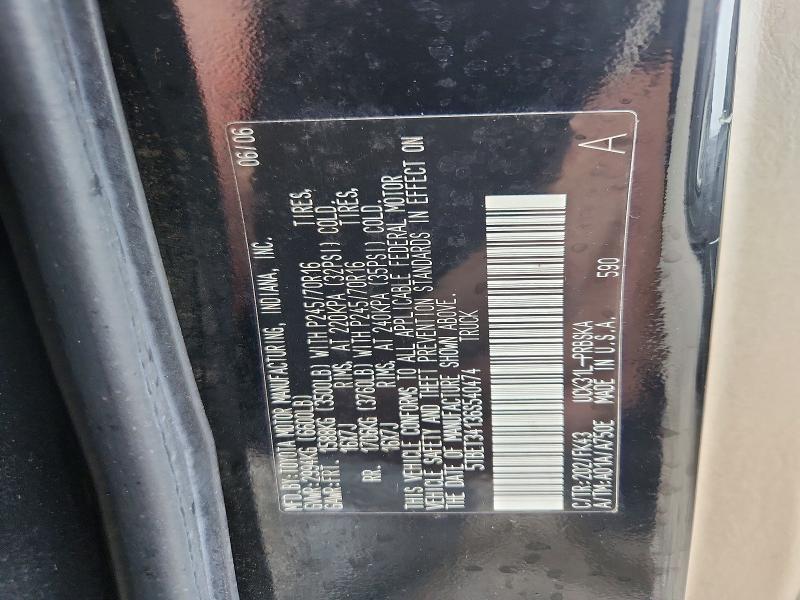 MFD.BY:TOYOTA MOTOR MANUFACTURING, INDIANA, INC. 06/06
GVWR:2994KG (6600LB)
GAWR:FRT. 1588KG (3500LB) WITH P245/70R16 TIRES,
16X7J RIMS, AT 220KPA (32PSI) COLD.
RR. 1706KG (3760LB) WITH P245/70R16 TIRES,
16X7J RIMS, AT 240KPA (35PSI) COLD.
THIS VEHICLE CONFORMS TO ALL APPLICABLE FEDERAL MOTOR
VEHICLE SAFETY AND THEFT PREVENTION STANDARDS IN EFFECT ON
THE DATE OF MANUFACTURE SHOWN ABOVE.
5TBET34136S540474 TRUCK
C/TR:202/FK43 UCK31L-PRBSKA A
A/TM:A01A/A750E MADE IN U.S.A. 590